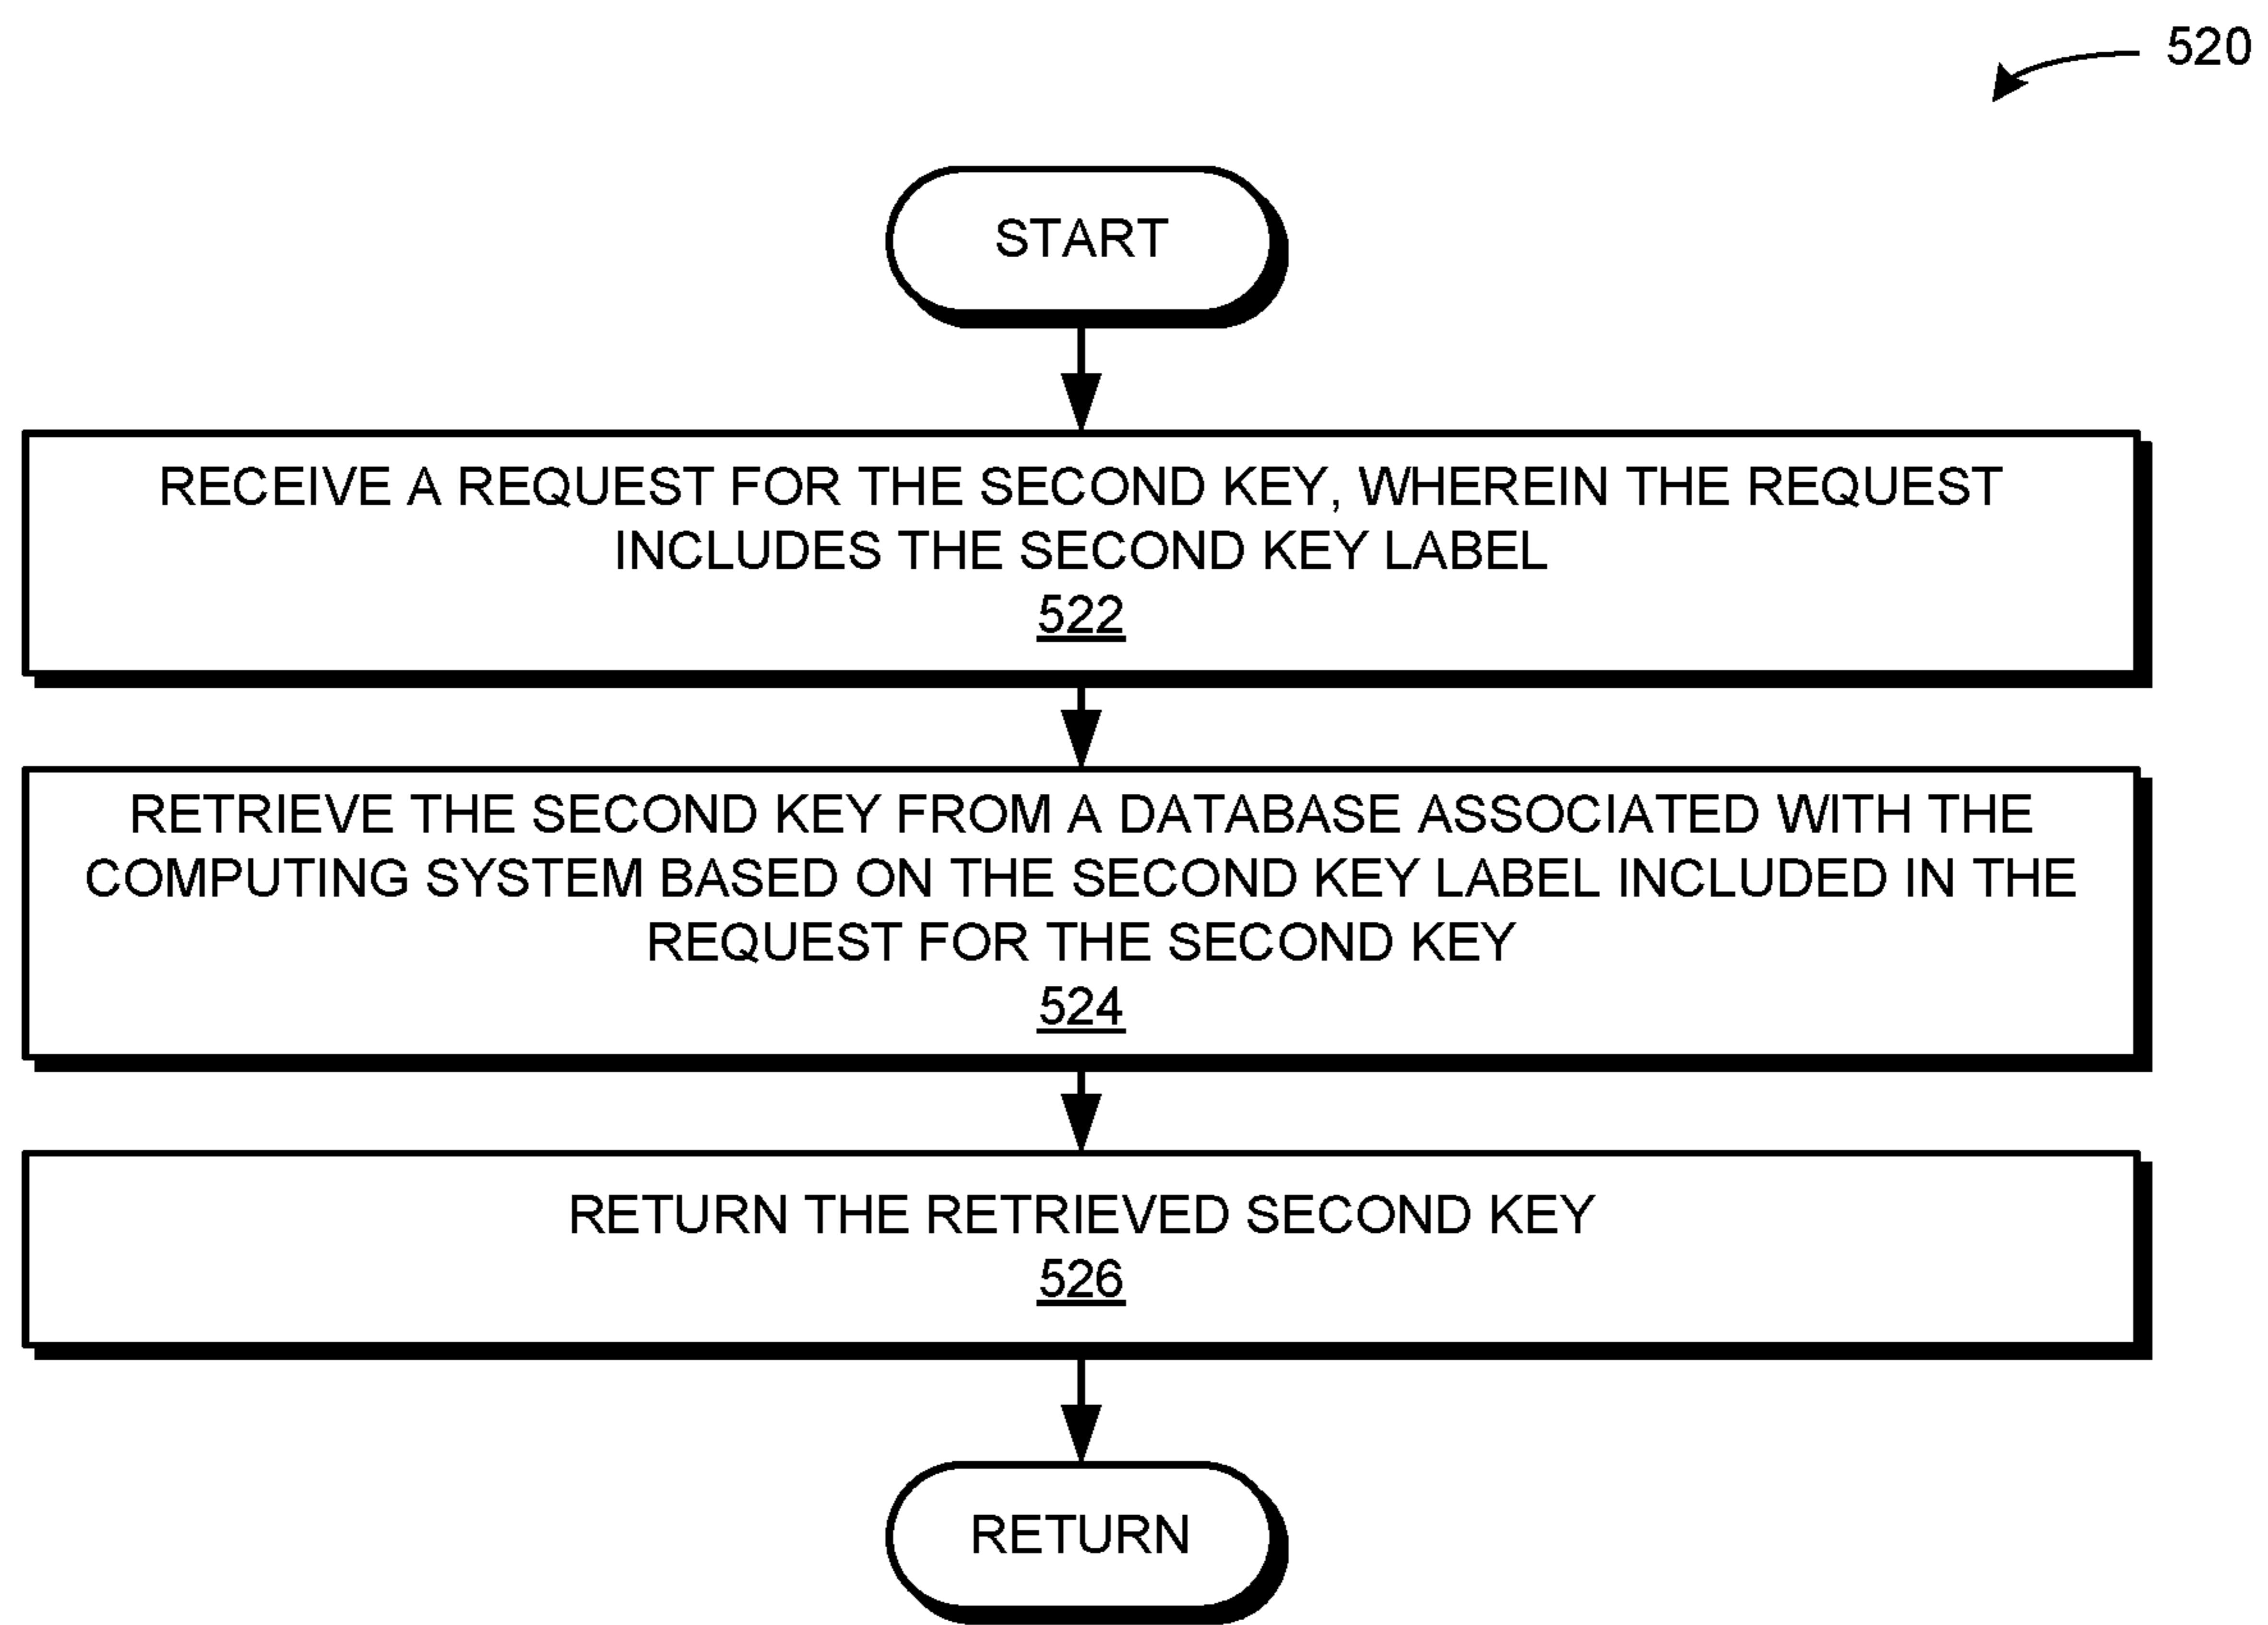 520
START
RECEIVE A REQUEST FOR THE SECOND KEY, WHEREIN THE REQUEST
INCLUDES THE SECOND KEY LABEL
522
RETRIEVE THE SECOND KEY FROM A DATABASE ASSOCIATED WITH THE
COMPUTING SYSTEM BASED ON THE SECOND KEY LABEL INCLUDED IN THE
REQUEST FOR THE SECOND KEY
524
RETURN THE RETRIEVED SECOND KEY
526
RETURN